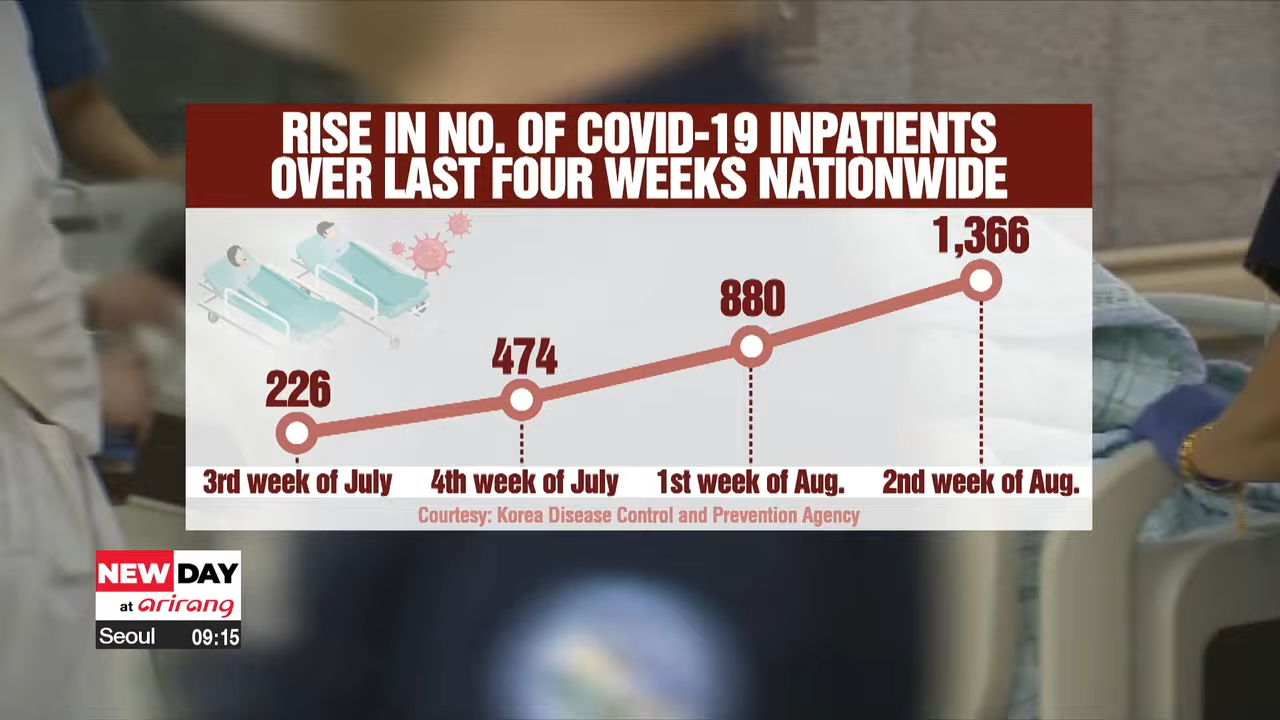 RISE IN NO. OF COVID-19 INPATIENTS
OVER LAST FOUR WEEKS NATIONWIDE
1,366
880
474
226
3rd week of July 4th week of July 1st week of Aug. 2nd week of Aug.
Courtesy: Korea Disease Control and Prevention Agency
NEW DAY
at arirang
Seoul 09:15